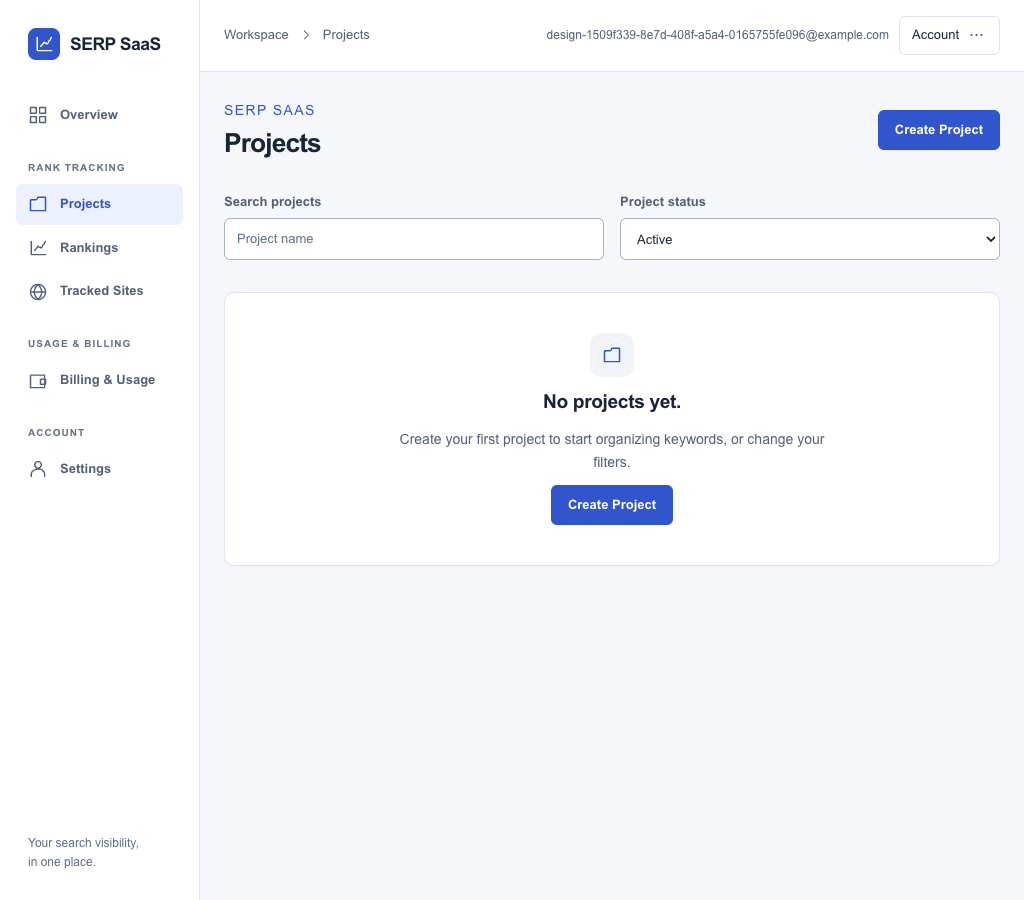 SERP SaaS
Overview
RANK TRACKING
Projects
Rankings
Tracked Sites
USAGE & BILLING
Billing & Usage
ACCOUNT
Settings
Your search visibility,
in one place.
Workspace > Projects
design-1509f339-8e7d-408f-a5a4-0165755fe096@example.com
Account ···
SERP SAAS
Projects
Create Project
Search projects
Project name
Project status
Active
No projects yet.
Create your first project to start organizing keywords, or change your
filters.
Create Project